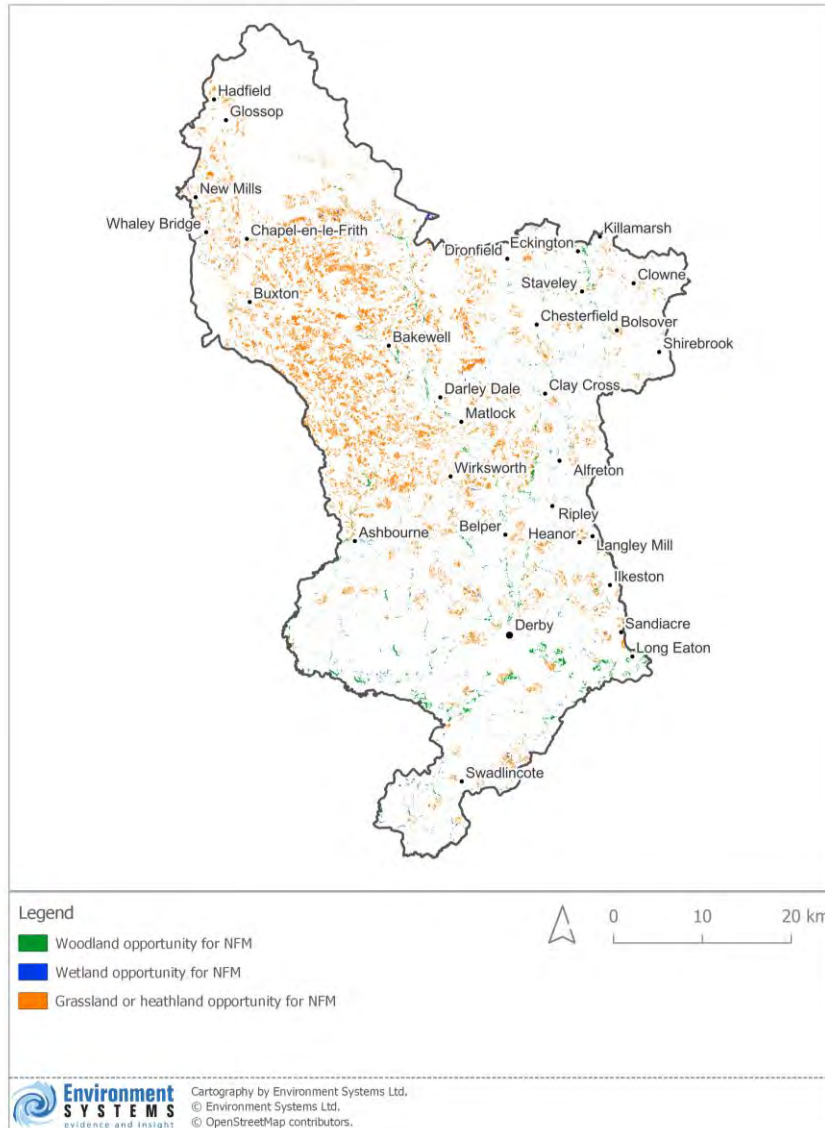 Hadfield
Glossop
New Mills
Whaley Bridge
Chapel-en-le-Frith
Killamarsh
Dronfield
Eckington
Clowne
Staveley
Buxton
Chesterfield
Bolsover
Bakewell
Shirebrook
Darley Dale
Clay Cross
Matlock
Alfreton
Wirksworth
Ripley
Belper
Heanor
Ashbourne
Langley Mill
Ilkeston
Derby
Sandiacre
Long Eaton
Swadlincote
Legend
Woodland opportunity for NFM
Wetland opportunity for NFM
Grassland or heathland opportunity for NFM
0 10 20 km
Environment
SYSTEMS
evidence and insight
Cartography by Environment Systems Ltd.
© Environment Systems Ltd.
© OpenStreetMap contributors.